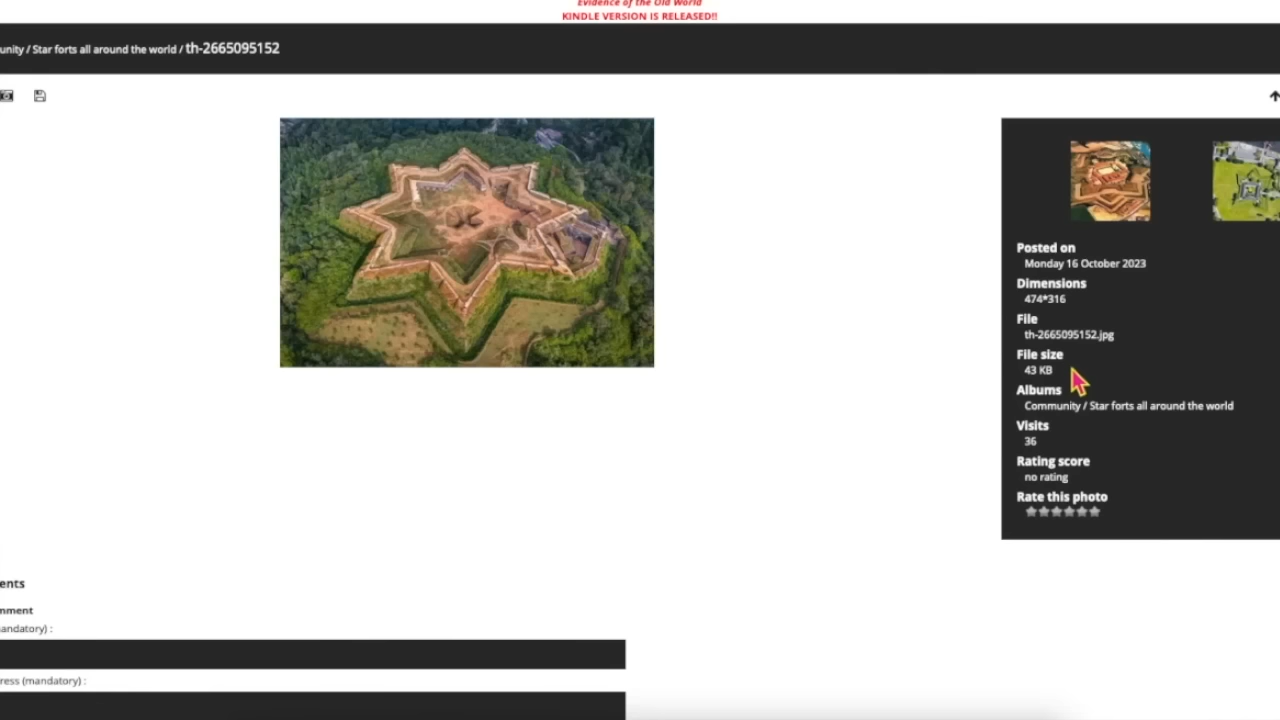 Evidence of the Old World
KINDLE VERSION IS RELEASED!!
unity / Star forts all around the world / th-2665095152
Posted on
Monday 16 October 2023
Dimensions
474*316
File
th-2665095152.jpg
File size
43 KB
Albums
Community / Star forts all around the world
Visits
36
Rating score
no rating
Rate this photo
ents
mment
andatory) :
ress (mandatory) :